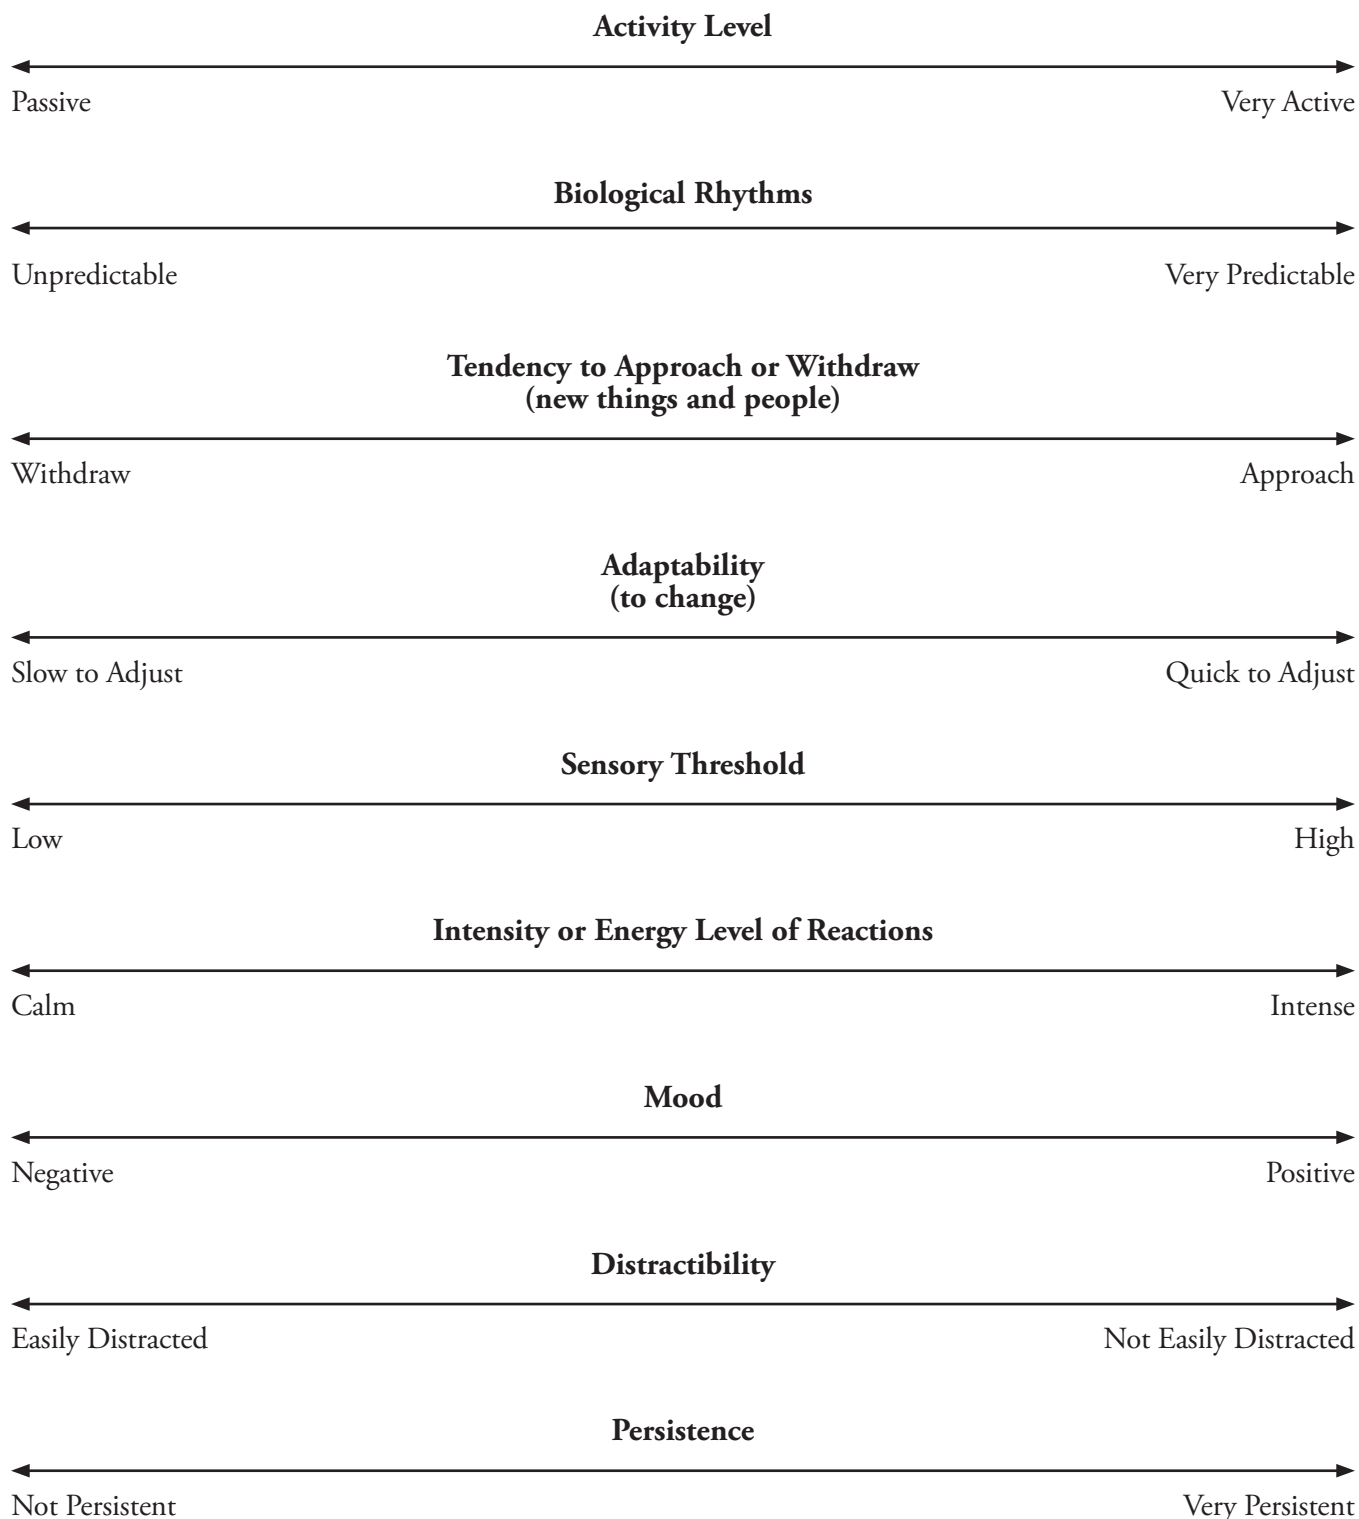 Activity Level
Passive Very Active
Biological Rhythms
Unpredictable Very Predictable
Tendency to Approach or Withdraw
(new things and people)
Withdraw Approach
Adaptability
(to change)
Slow to Adjust Quick to Adjust
Sensory Threshold
Low High
Intensity or Energy Level of Reactions
Calm Intense
Mood
Negative Positive
Distractibility
Easily Distracted Not Easily Distracted
Persistence
Not Persistent Very Persistent